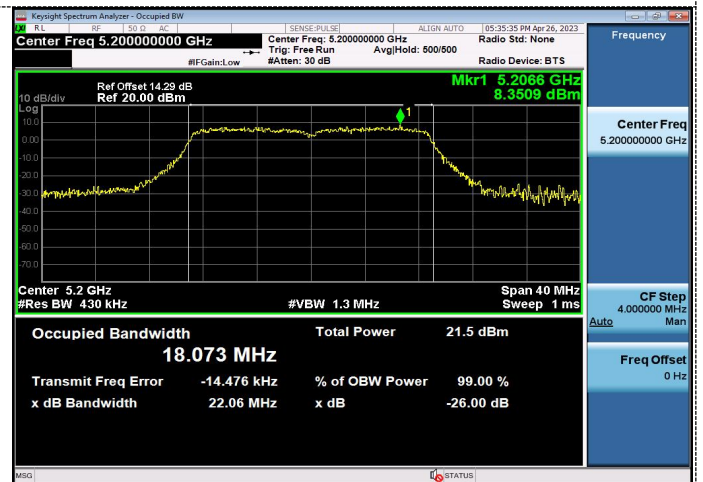 Keysight Spectrum Analyzer - Occupied BW
LXI RL RF 50 Ω AC SENSE:PULSE ALIGN AUTO 05:35:35 PM Apr 26, 2023
Center Freq 5.200000000 GHz Center Freq: 5.200000000 GHz Radio Std: None
Trig: Free Run Avg|Hold: 500/500
#IFGain:Low #Atten: 30 dB Radio Device: BTS
Ref Offset 14.29 dB Mkr1 5.2066 GHz
10 dB/div Ref 20.00 dBm 8.3509 dBm
Log
10.0
0.00
-10.0
-20.0
-30.0
-40.0
-50.0
-60.0
-70.0
1
Center 5.2 GHz Span 40 MHz
#Res BW 430 kHz #VBW 1.3 MHz Sweep 1 ms
Occupied Bandwidth Total Power 21.5 dBm
18.073 MHz
Transmit Freq Error -14.476 kHz % of OBW Power 99.00 %
x dB Bandwidth 22.06 MHz x dB -26.00 dB
MSG STATUS
Frequency
Center Freq
5.200000000 GHz
CF Step
4.000000 MHz
Auto Man
Freq Offset
0 Hz